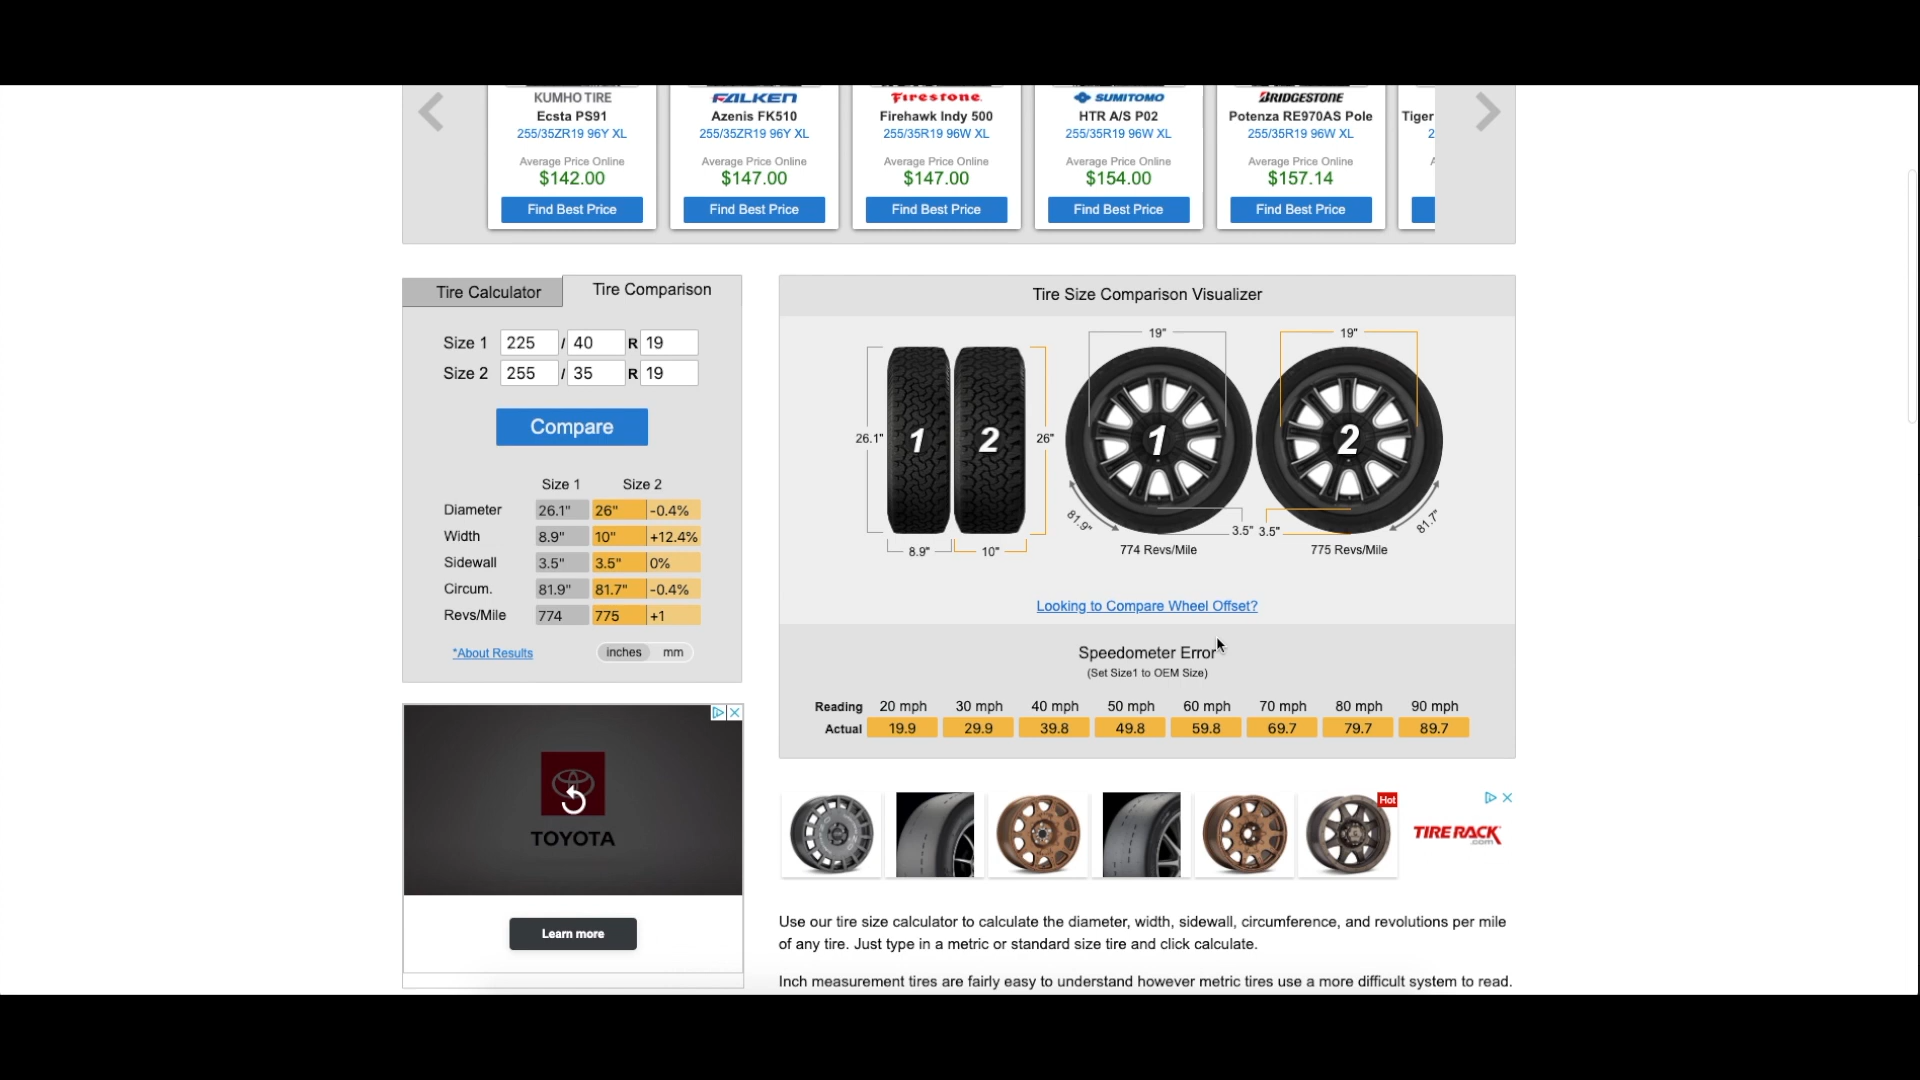 KUMHO TIRE
Ecsta PS91
255/35ZR19 96Y XL
Average Price Online
$142.00
Find Best Price
FALKEN
Azenis FK510
255/35ZR19 96Y XL
Average Price Online
$147.00
Find Best Price
Firestone
Firehawk Indy 500
255/35R19 96W XL
Average Price Online
$147.00
Find Best Price
SUMITOMO
HTR A/S P02
255/35R19 96W XL
Average Price Online
$154.00
Find Best Price
BRIDGESTONE
Potenza RE970AS Pole
255/35R19 96W XL
Average Price Online
$157.14
Find Best Price
Tiger
2
A
Tire Calculator
Tire Comparison
Size 1 225 / 40 R 19
Size 2 255 / 35 R 19
Compare
Size 1 Size 2
Diameter 26.1" 26" -0.4%
Width 8.9" 10" +12.4%
Sidewall 3.5" 3.5" 0%
Circum. 81.9" 81.7" -0.4%
Revs/Mile 774 775 +1
*About Results
inches mm
Tire Size Comparison Visualizer
19" 19"
26.1" 1 2 26" 1 2
81.9" 3.5" 3.5" 81.7"
8.9" 10" 774 Revs/Mile 775 Revs/Mile
Looking to Compare Wheel Offset?
Speedometer Error
(Set Size1 to OEM Size)
Reading 20 mph 30 mph 40 mph 50 mph 60 mph 70 mph 80 mph 90 mph
Actual 19.9 29.9 39.8 49.8 59.8 69.7 79.7 89.7
TOYOTA
Learn more
Hot
TIRE RACK
.com
Use our tire size calculator to calculate the diameter, width, sidewall, circumference, and revolutions per mile
of any tire. Just type in a metric or standard size tire and click calculate.
Inch measurement tires are fairly easy to understand however metric tires use a more difficult system to read.